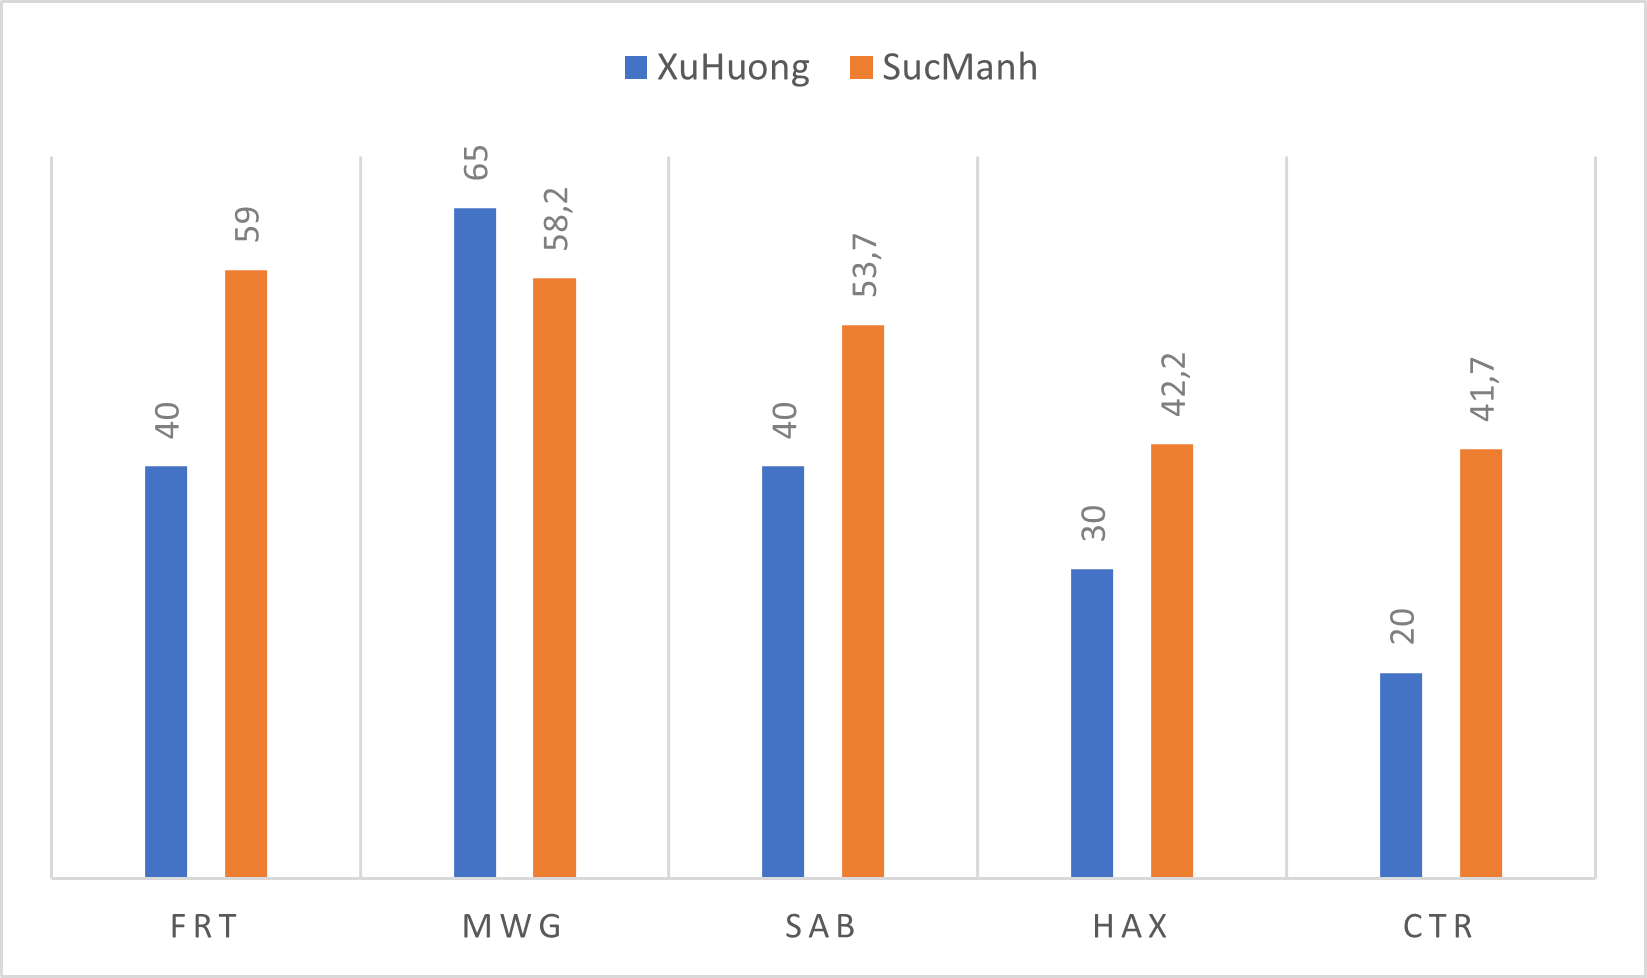 XuHuong SucManh
40 59 65 58,2 40 53,7 30 42,2 20 41,7
FRT MWG SAB HAX CTR